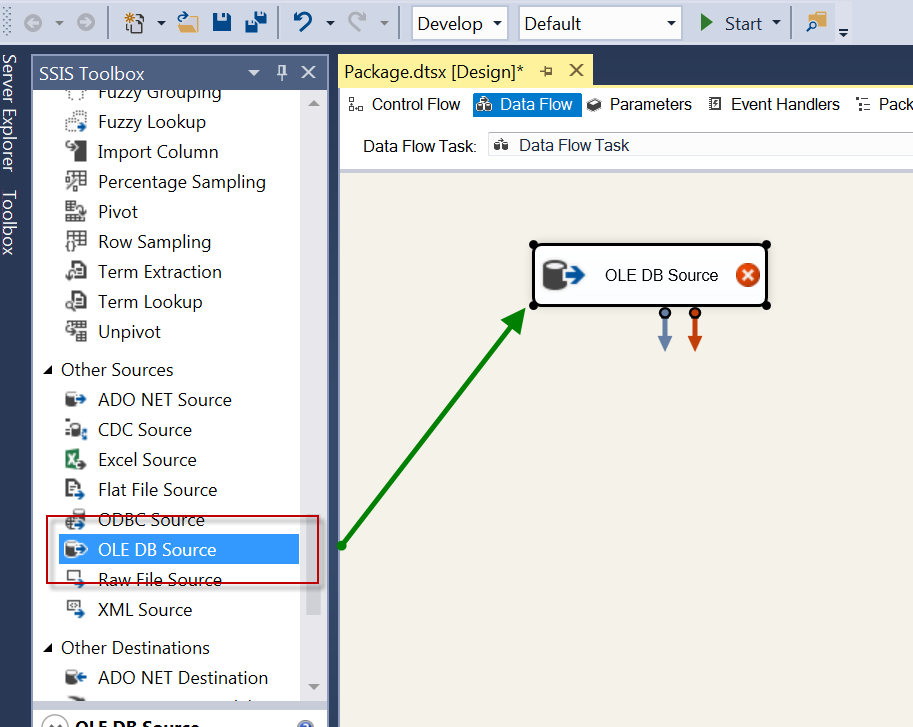 Develop
Default
Start
Server Explorer
Toolbox
SSIS Toolbox
Fuzzy Grouping
Fuzzy Lookup
Import Column
Percentage Sampling
Pivot
Row Sampling
Term Extraction
Term Lookup
Unpivot
Other Sources
ADO NET Source
CDC Source
Excel Source
Flat File Source
ODBC Source
OLE DB Source
Raw File Source
XML Source
Other Destinations
ADO NET Destination
OLE DB Source
Package.dtsx [Design]*
Control Flow Data Flow Parameters Event Handlers Pack
Data Flow Task: Data Flow Task
OLE DB Source